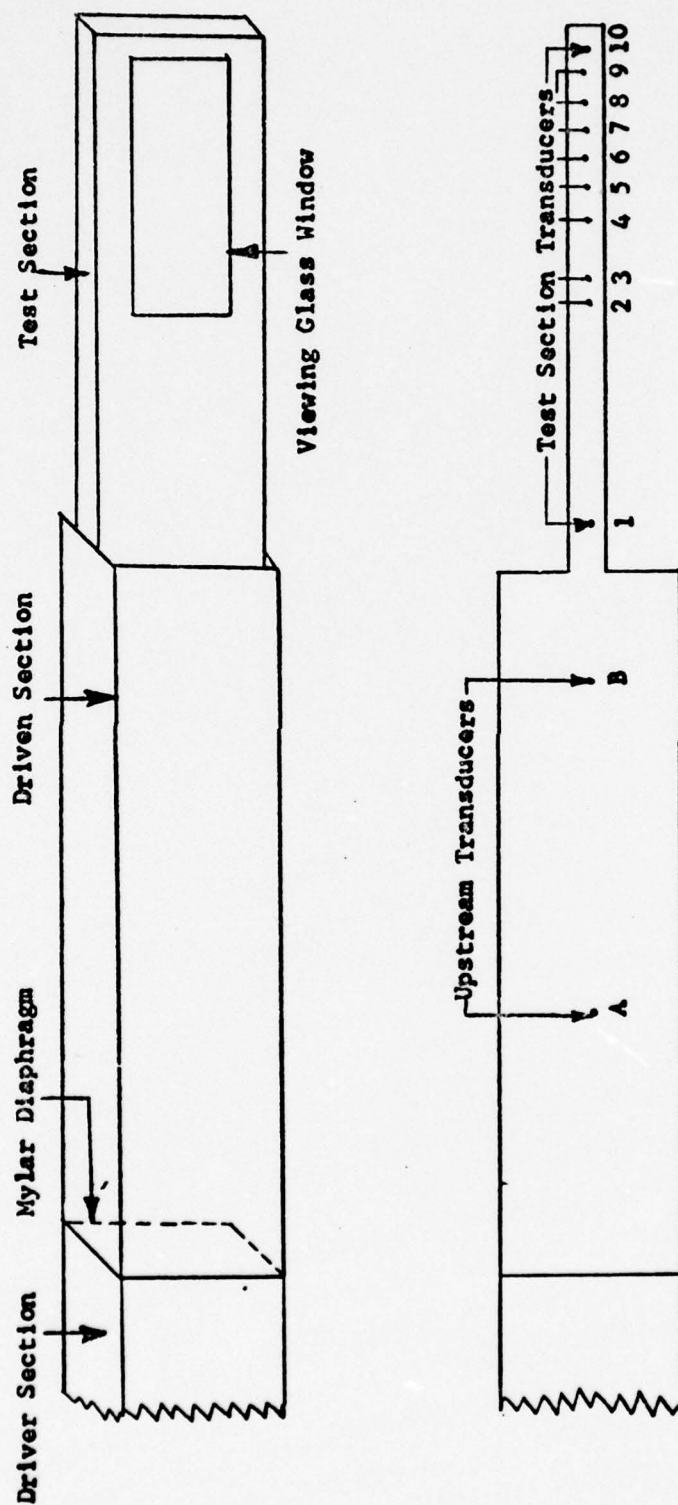 Driver Section
Mylar Diaphragm
Driven Section
Test Section
Viewing Glass Window
Upstream Transducers
A
B
Test Section Transducers
1 2 3 4 5 6 7 8 9 10